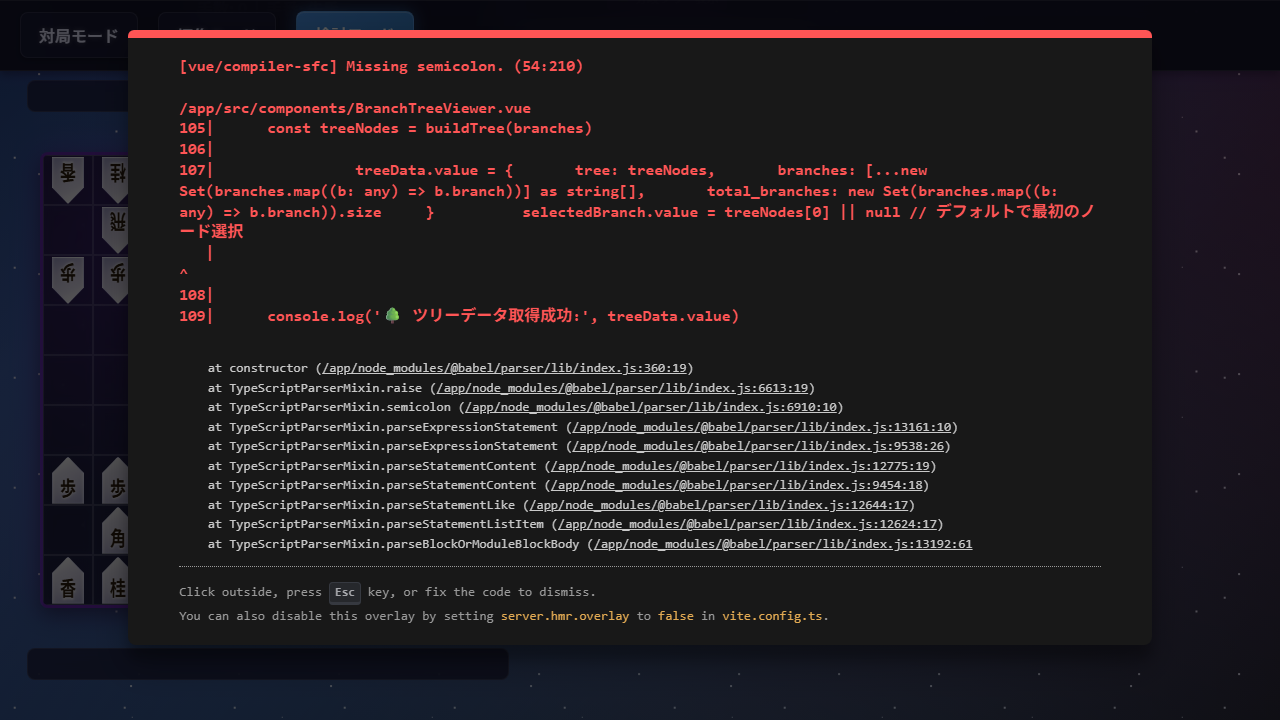 対局モード
[vue/compiler-sfc] Missing semicolon. (54:210)
/app/src/components/BranchTreeViewer.vue
105|      const treeNodes = buildTree(branches)
106|
107|                treeData.value = {       tree: treeNodes,       branches: [...new
Set(branches.map((b: any) => b.branch))] as string[],       total_branches: new Set(branches.map((b:
any) => b.branch)).size     }          selectedBranch.value = treeNodes[0] || null // デフォルトで最初のノ
ード選択
|
^
108|
109|      console.log('🌳 ツリーデータ取得成功:', treeData.value)
at constructor (/app/node_modules/@babel/parser/lib/index.js:360:19)
at TypeScriptParserMixin.raise (/app/node_modules/@babel/parser/lib/index.js:6613:19)
at TypeScriptParserMixin.semicolon (/app/node_modules/@babel/parser/lib/index.js:6910:10)
at TypeScriptParserMixin.parseExpressionStatement (/app/node_modules/@babel/parser/lib/index.js:13161:10)
at TypeScriptParserMixin.parseExpressionStatement (/app/node_modules/@babel/parser/lib/index.js:9538:26)
at TypeScriptParserMixin.parseStatementContent (/app/node_modules/@babel/parser/lib/index.js:12775:19)
at TypeScriptParserMixin.parseStatementContent (/app/node_modules/@babel/parser/lib/index.js:9454:18)
at TypeScriptParserMixin.parseStatementLike (/app/node_modules/@babel/parser/lib/index.js:12644:17)
at TypeScriptParserMixin.parseStatementListItem (/app/node_modules/@babel/parser/lib/index.js:12624:17)
at TypeScriptParserMixin.parseBlockOrModuleBlockBody (/app/node_modules/@babel/parser/lib/index.js:13192:61
Click outside, press Esc key, or fix the code to dismiss.
You can also disable this overlay by setting server.hmr.overlay to false in vite.config.ts.
香 桂
飛
歩 歩
歩 歩
角
香 桂